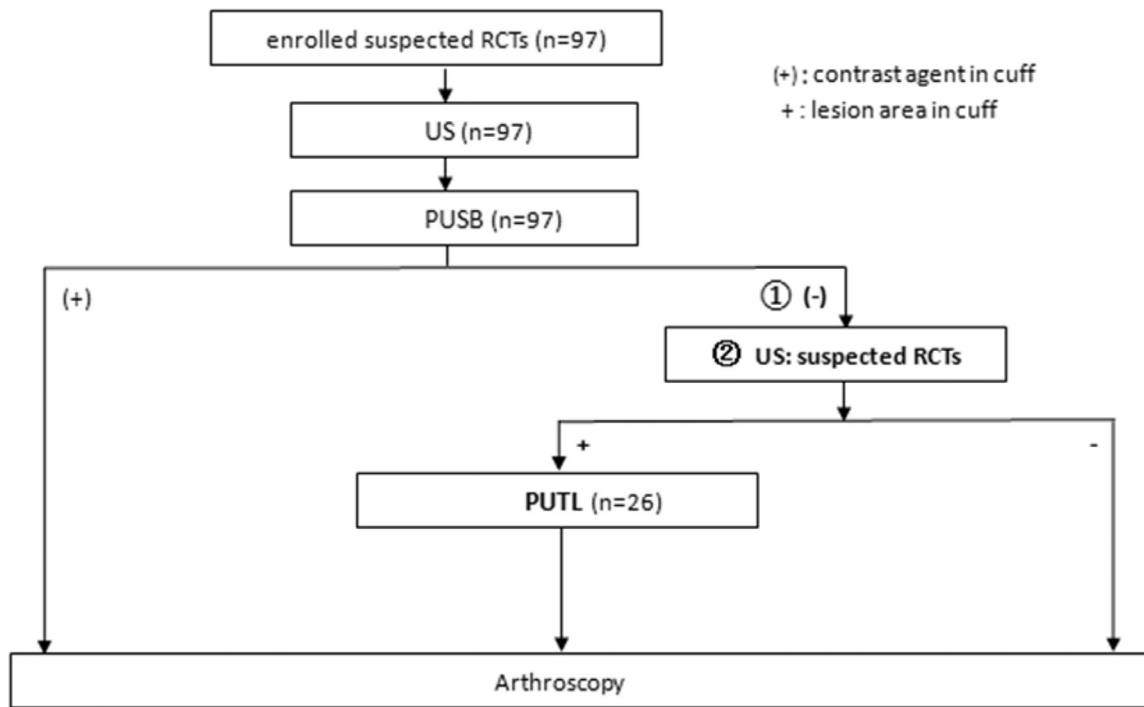 enrolled suspected RCTs (n=97)
(+) : contrast agent in cuff
+ : lesion area in cuff
US (n=97)
PUSB (n=97)
(+)
① (-)
② US: suspected RCTs
+
-
PUTL (n=26)
Arthroscopy